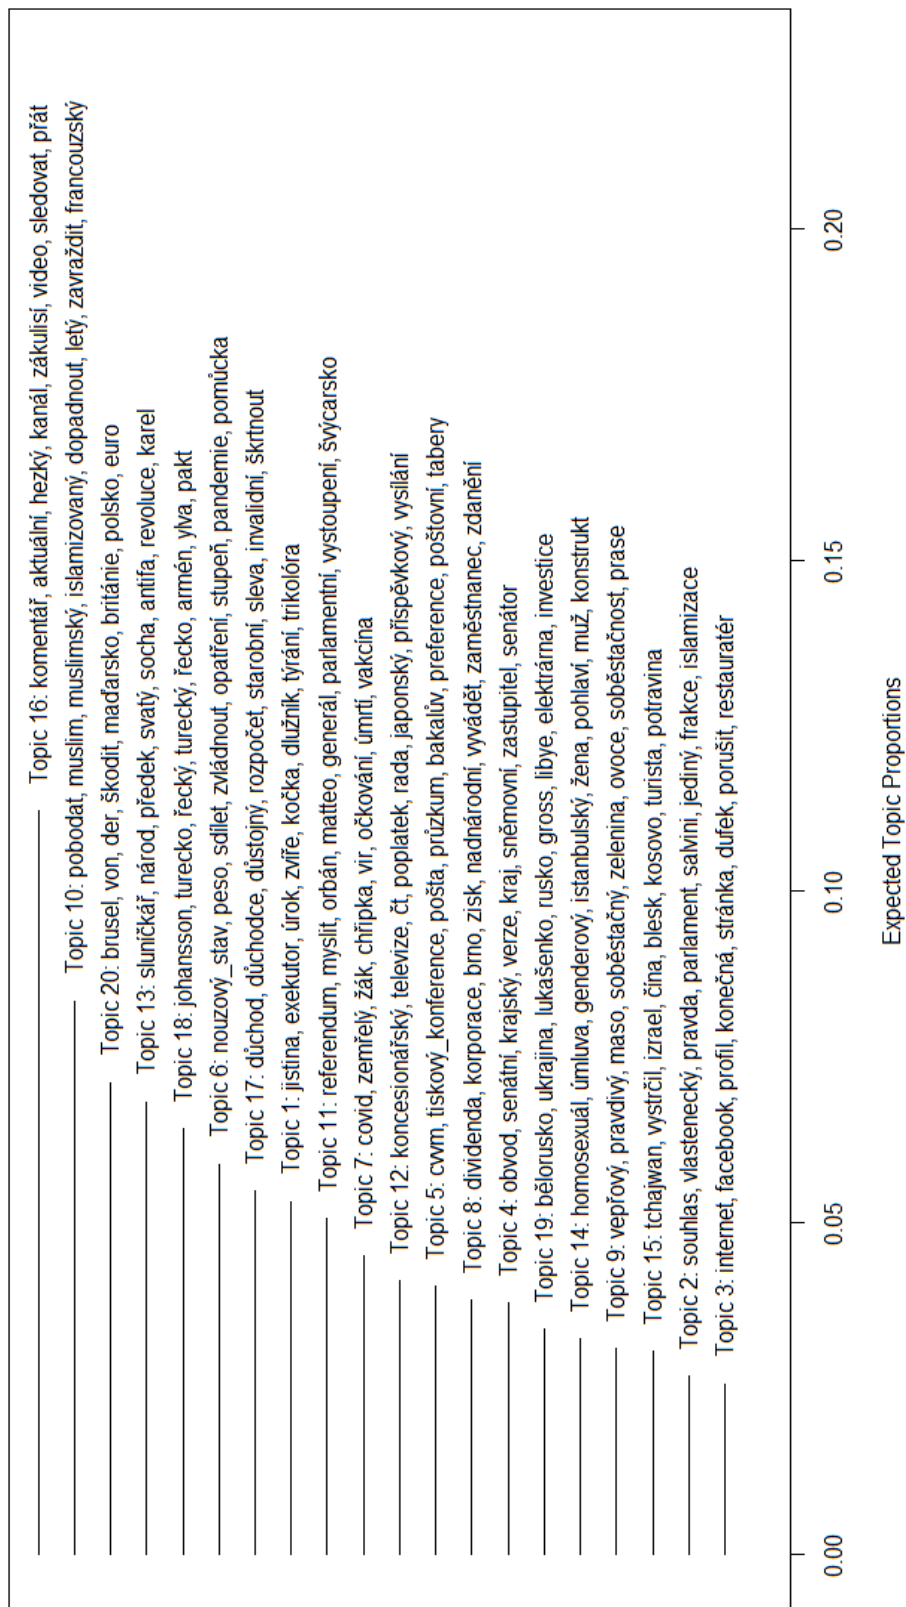 Topic 16: komentář, aktuální, hezký, kanál, zákulisí, video, sledovat, přát
Topic 10: pobodat, muslim, muslimský, islamizovaný, dopadnout, letý, zavraždit, francouzský
Topic 20: brusel, von, der, škodit, maďarsko, británie, polsko, euro
Topic 13: sluníčkář, národ, předek, svatý, socha, antifa, revoluce, karel
Topic 18: johansson, turecko, řecký, turecký, řecko, armén, ylva, pakt
Topic 6: nouzový_stav, peso, sdílet, zvládnout, opatření, stupeň, pandemie, pomůcka
Topic 17: důchod, důchodce, důstojný, rozpočet, starobní, sleva, invalidní, škrtnout
Topic 1: jistina, exekutor, úrok, zvíře, kočka, dlužník, týrání, trikolóra
Topic 11: referendum, myslit, orbán, matteo, generál, parlamentní, vystoupení, švýcarsko
Topic 7: covid, zemřelý, žák, chřipka, vir, očkování, úmrtí, vakcína
Topic 12: koncesionářský, televize, čt, poplatek, rada, japonský, příspěvkový, vysílání
Topic 5: cwm, tiskový_konference, pošta, průzkum, bakalův, preference, poštovní, tabery
Topic 8: dividenda, korporace, brno, zisk, nadnárodní, vyvádět, zaměstnanec, zdanění
Topic 4: obvod, senátní, krajský, verze, kraj, sněmovní, zastupitel, senátor
Topic 19: bělorusko, ukrajina, lukašenko, rusko, gross, libye, elektrárna, investice
Topic 14: homosexuál, úmluva, genderový, istanbulský, žena, pohlaví, muž, konstrukt
Topic 9: vepřový, pravdivý, maso, soběstačný, zelenina, ovoce, soběstačnost, prase
Topic 15: tchajwan, vystrčil, izrael, čína, blesk, kosovo, turista, potravina
Topic 2: souhlas, vlastenecký, pravda, parlament, salvini, jediný, frakce, islamizace
Topic 3: internet, facebook, profil, konečná, stránka, dufek, porušit, restauratér
0.00 0.05 0.10 0.15 0.20
Expected Topic Proportions